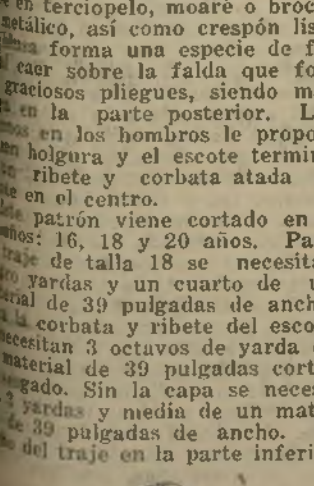 en terciopelo, moaré o broc
metálico, así como crespón lis
forma una especie de f
caer sobre la falda que fo
graciosos pliegues, siendo m
en la parte posterior. L
en los hombros le propo
holgura y el escote termi
ribete y corbata atada
en el centro.
patrón viene cortado en
años: 16, 18 y 20 años. Pa
traje de talla 18 se necesita
yardas y un cuarto de u
material de 39 pulgadas de anch
la corbata y ribete del esco
necesitan 3 octavos de yarda
material de 39 pulgadas cort
gado. Sin la capa se nece
yardas y media de un mat
de 39 pulgadas de ancho.
del traje en la parte inferi